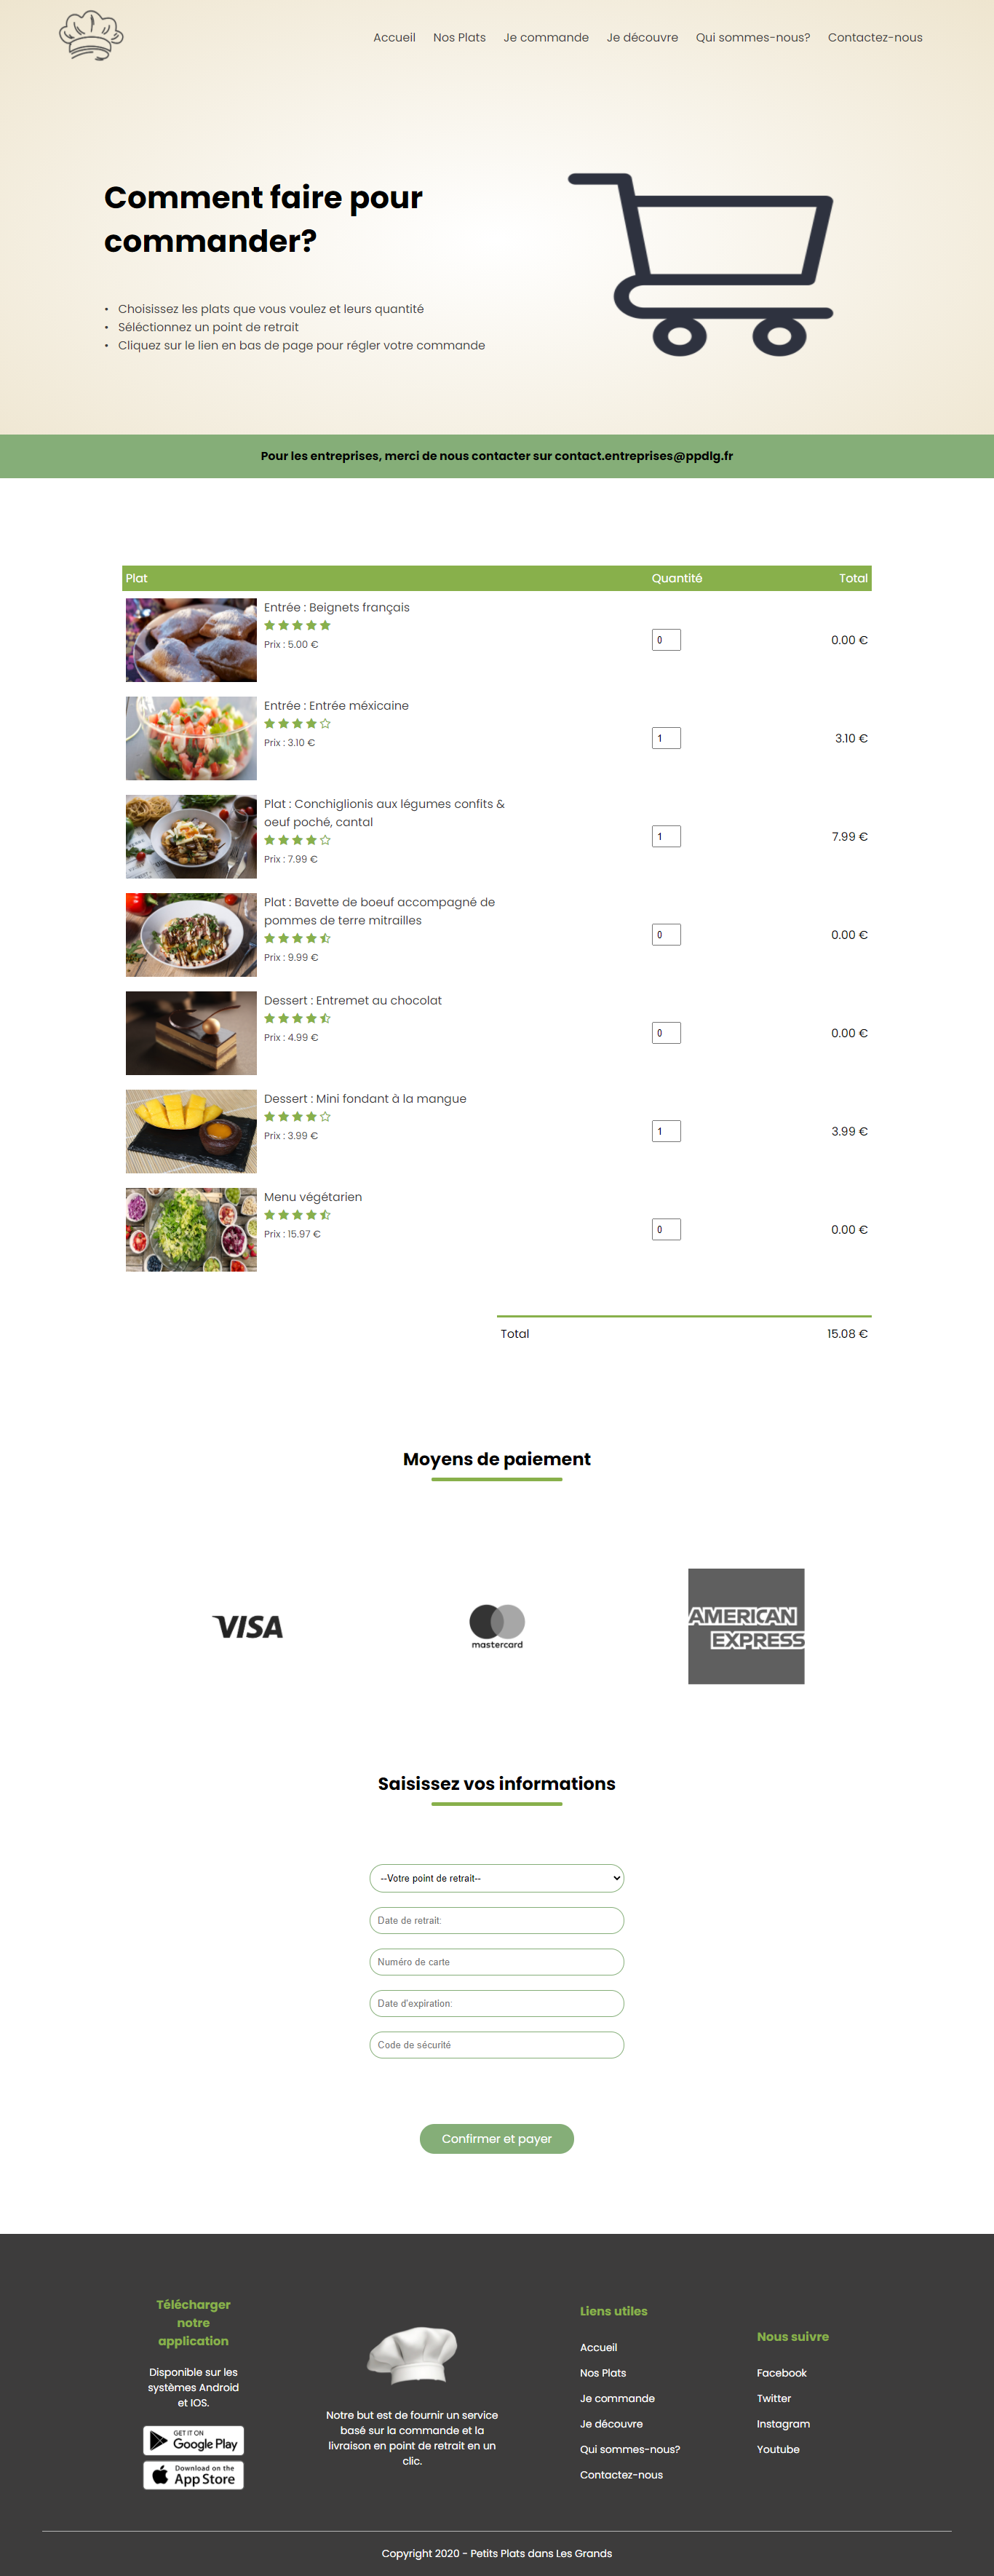 Accueil Nos Plats Je commande Je découvre Qui sommes-nous? Contactez-nous
Comment faire pour
commander?
• Choisissez les plats que vous voulez et leurs quantité
• Séléctionnez un point de retrait
• Cliquez sur le lien en bas de page pour régler votre commande
Pour les entreprises, merci de nous contacter sur contact.entreprises@ppdlg.fr
Plat Quantité Total
Entrée : Beignets français
Prix : 5.00 €
0
0.00 €
Entrée : Entrée méxicaine
Prix : 3.10 €
1
3.10 €
Plat : Conchiglionis aux légumes confits &
oeuf poché, cantal
Prix : 7.99 €
1
7.99 €
Plat : Bavette de boeuf accompagné de
pommes de terre mitrailles
Prix : 9.99 €
0
0.00 €
Dessert : Entremet au chocolat
Prix : 4.99 €
0
0.00 €
Dessert : Mini fondant à la mangue
Prix : 3.99 €
1
3.99 €
Menu végétarien
Prix : 15.97 €
0
0.00 €
Total 15.08 €
Moyens de paiement
VISA
mastercard
AMERICAN
EXPRESS
Saisissez vos informations
--Votre point de retrait--
Date de retrait:
Numéro de carte
Date d'expiration:
Code de sécurité
Confirmer et payer
Télécharger
notre
application
Disponible sur les
systèmes Android
et IOS.
GET IT ON
Google Play
Download on the
App Store
Notre but est de fournir un service
basé sur la commande et la
livraison en point de retrait en un
clic.
Liens utiles
Accueil
Nos Plats
Je commande
Je découvre
Qui sommes-nous?
Contactez-nous
Nous suivre
Facebook
Twitter
Instagram
Youtube
Copyright 2020 - Petits Plats dans Les Grands